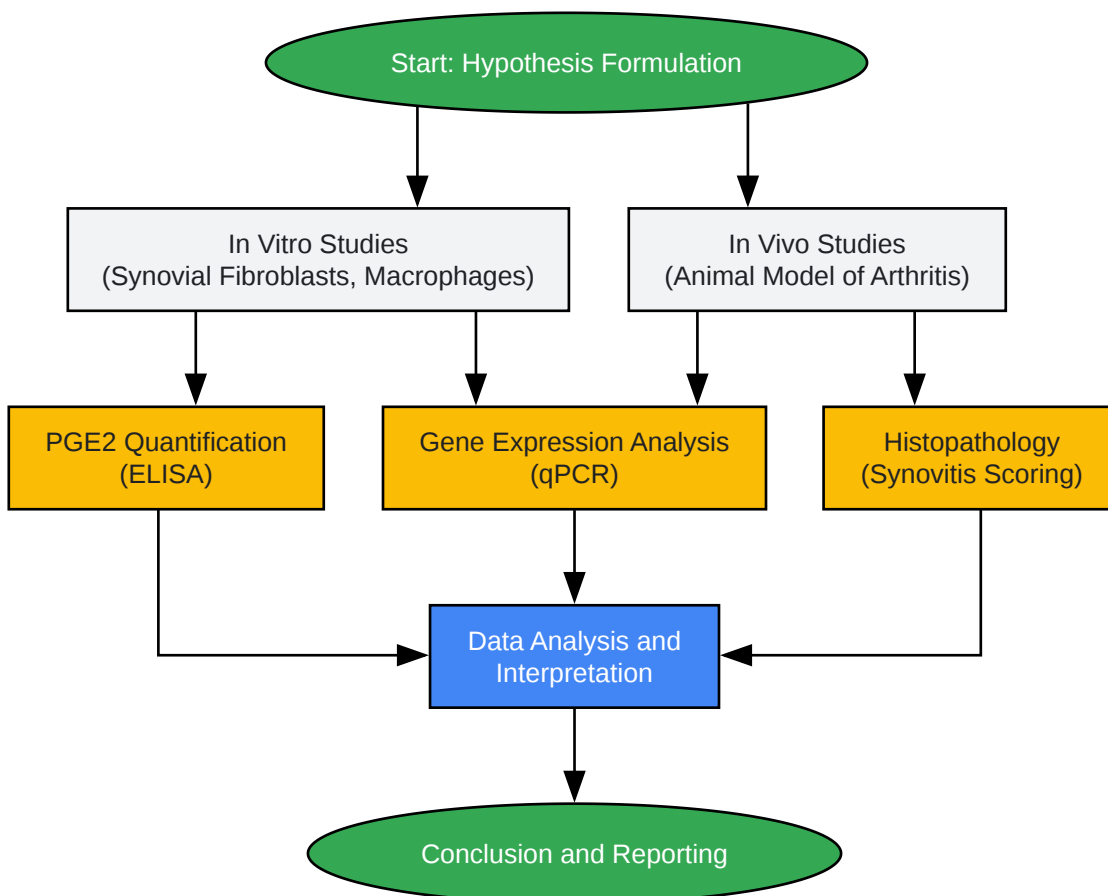 Start: Hypothesis Formulation
In Vitro Studies
(Synovial Fibroblasts, Macrophages)
In Vivo Studies
(Animal Model of Arthritis)
PGE2 Quantification
(ELISA)
Gene Expression Analysis
(qPCR)
Histopathology
(Synovitis Scoring)
Data Analysis and
Interpretation
Conclusion and Reporting